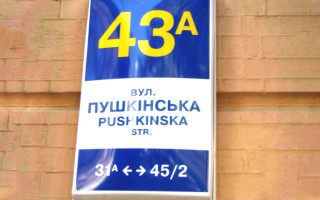 43А
ВУЛ.
ПУШКІНСЬКА
PUSHKINSKA
STR.
31А ←→ 45/2